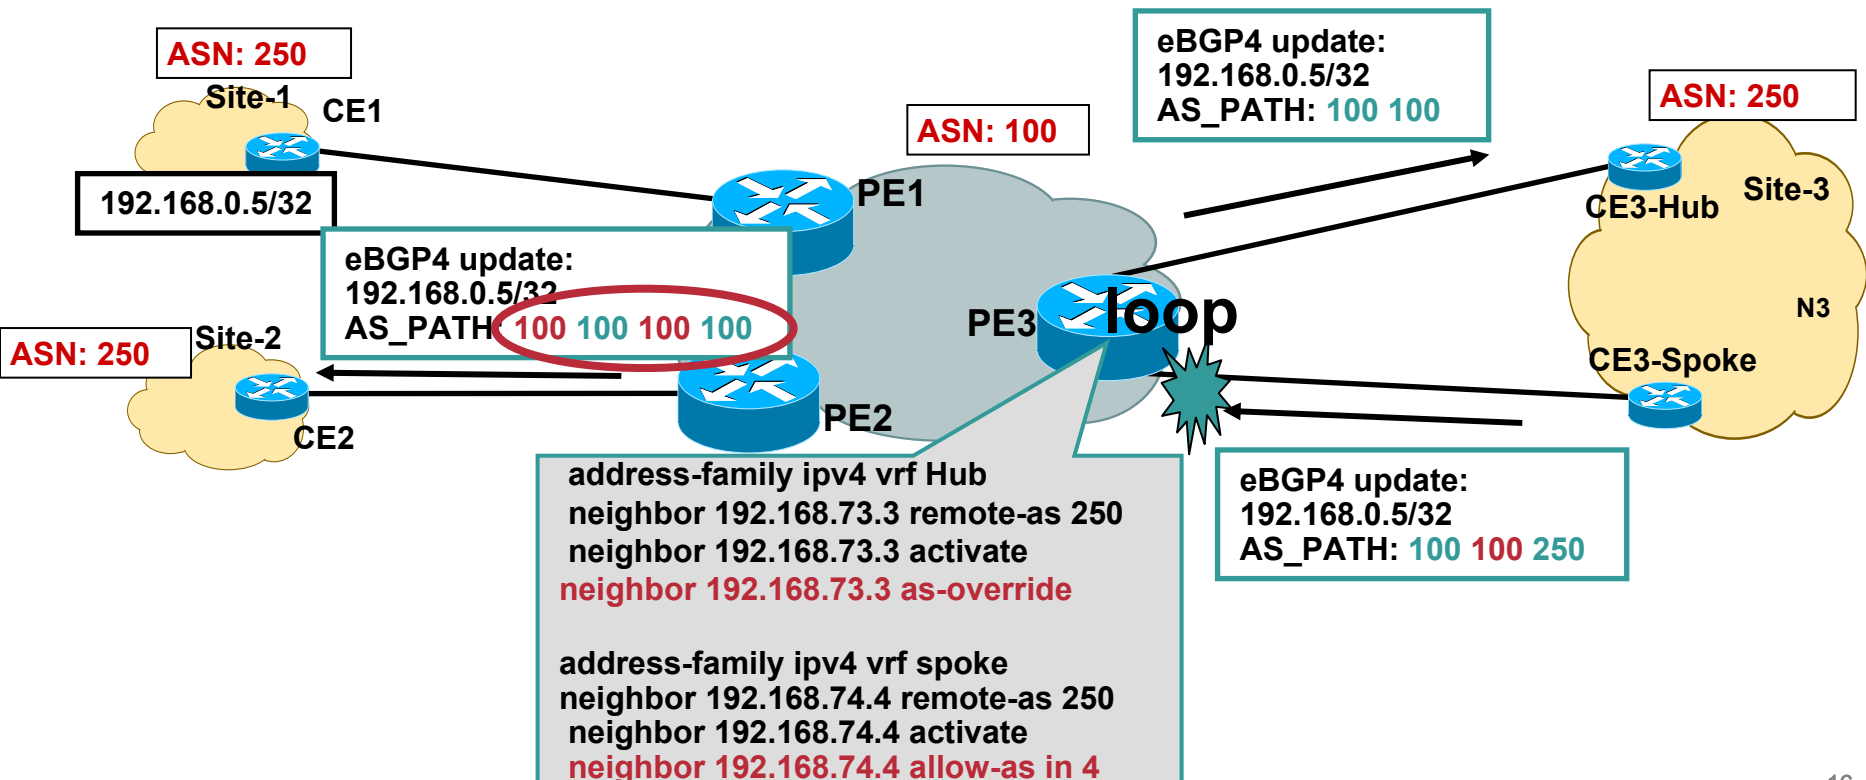 ASN: 250
Site-1
CE1
192.168.0.5/32
eBGP4 update:
192.168.0.5/32
AS_PATH: 100 100 100 100
ASN: 250
Site-2
CE2
ASN: 100
PE1
PE2
PE3
loop
eBGP4 update:
192.168.0.5/32
AS_PATH: 100 100
ASN: 250
Site-3
CE3-Hub
N3
CE3-Spoke
eBGP4 update:
192.168.0.5/32
AS_PATH: 100 100 250
address-family ipv4 vrf Hub
neighbor 192.168.73.3 remote-as 250
neighbor 192.168.73.3 activate
neighbor 192.168.73.3 as-override
address-family ipv4 vrf spoke
neighbor 192.168.74.4 remote-as 250
neighbor 192.168.74.4 activate
neighbor 192.168.74.4 allow-as in 4